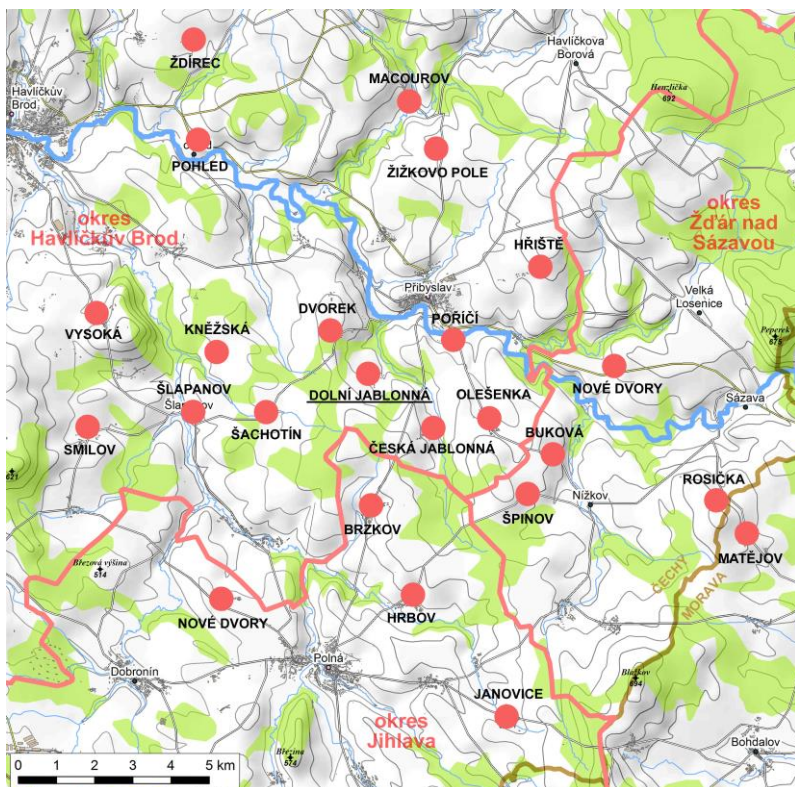 ŽDÍREC
Havlíčkova
Borová
Havlíčkův
Brod
MACOUROV
Henzlička
692
POHLED
ŽIŽKOVO POLE
okres
Havlíčkův Brod
okres
Žďár nad
Sázavou
HŘIŠTĚ
Přibyslav
Velká
Losenice
VYSOKÁ
KNĚŽSKÁ
DVOREK
POŘÍČÍ
Peperek
675
NOVÉ DVORY
DOLNÍ JABLONNÁ
ŠLAPANOV
OLEŠENKA
Sázava
SMILOV
ŠACHOTÍN
ČESKÁ JABLONNÁ
BUKOVÁ
621
ROSIČKA
BRZKOV
ŠPINOV
Nížkov
MATĚJOV
Březová výšina
514
ČECHY
MORAVA
NOVÉ DVORY
HRBOV
Dobronín
Polná
Blažkov
694
JANOVICE
okres
Jihlava
Březina
574
Bohdalov
0 1 2 3 4 5 km